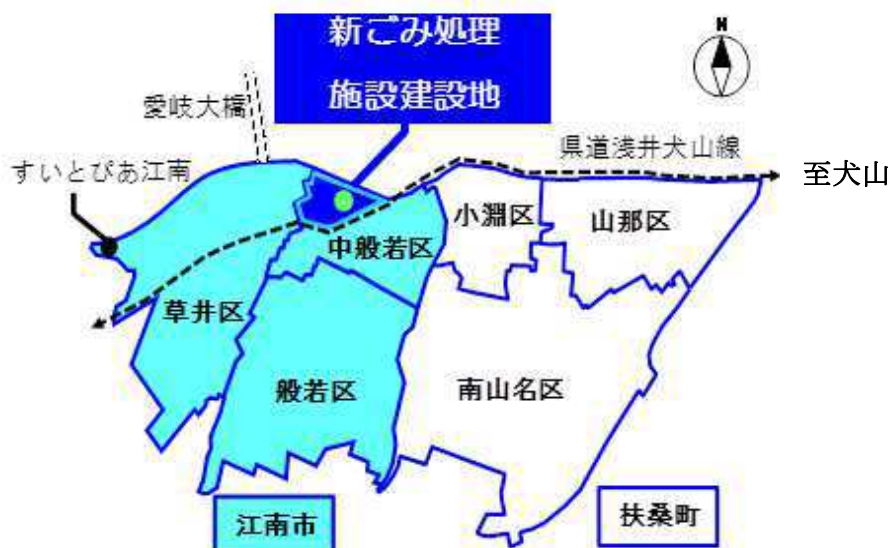 新ごみ処理
施設建設地
N
愛岐大橋
県道浅井犬山線
すいとぴあ江南
至犬山
小淵区
山那区
中般若区
草井区
般若区
南山名区
江南市
扶桑町